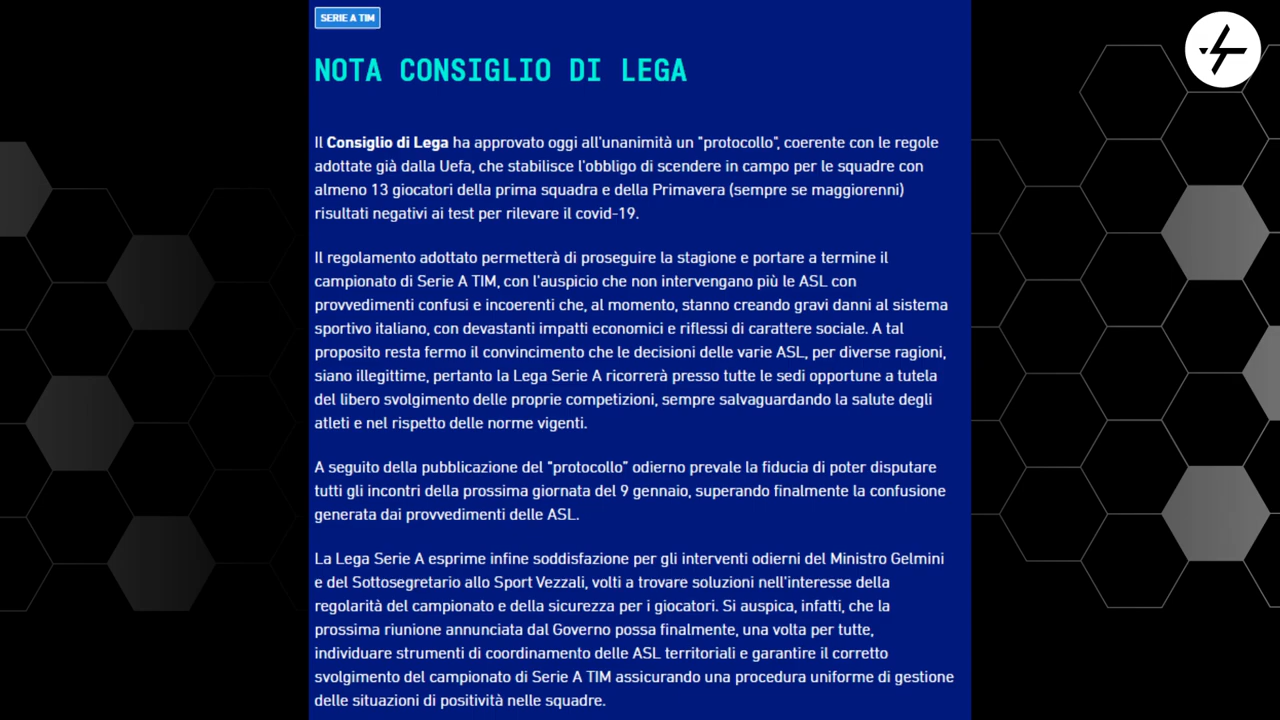 SERIE A TIM
NOTA CONSIGLIO DI LEGA
Il Consiglio di Lega ha approvato oggi all'unanimità un "protocollo", coerente con le regole
adottate già dalla Uefa, che stabilisce l'obbligo di scendere in campo per le squadre con
almeno 13 giocatori della prima squadra e della Primavera (sempre se maggiorenni)
risultati negativi ai test per rilevare il covid-19.
Il regolamento adottato permetterà di proseguire la stagione e portare a termine il
campionato di Serie A TIM, con l'auspicio che non intervengano più le ASL con
provvedimenti confusi e incoerenti che, al momento, stanno creando gravi danni al sistema
sportivo italiano, con devastanti impatti economici e riflessi di carattere sociale. A tal
proposito resta fermo il convincimento che le decisioni delle varie ASL, per diverse ragioni,
siano illegittime, pertanto la Lega Serie A ricorrerà presso tutte le sedi opportune a tutela
del libero svolgimento delle proprie competizioni, sempre salvaguardando la salute degli
atleti e nel rispetto delle norme vigenti.
A seguito della pubblicazione del "protocollo" odierno prevale la fiducia di poter disputare
tutti gli incontri della prossima giornata del 9 gennaio, superando finalmente la confusione
generata dai provvedimenti delle ASL.
La Lega Serie A esprime infine soddisfazione per gli interventi odierni del Ministro Gelmini
e del Sottosegretario allo Sport Vezzali, volti a trovare soluzioni nell'interesse della
regolarità del campionato e della sicurezza per i giocatori. Si auspica, infatti, che la
prossima riunione annunciata dal Governo possa finalmente, una volta per tutte,
individuare strumenti di coordinamento delle ASL territoriali e garantire il corretto
svolgimento del campionato di Serie A TIM assicurando una procedura uniforme di gestione
delle situazioni di positività nelle squadre.